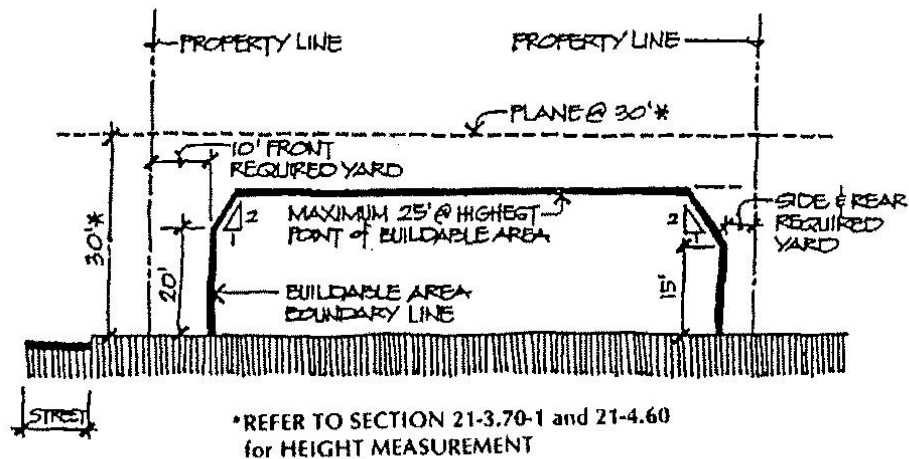 PROPERTY LINE
PROPERTY LINE
PLANE @ 30'*
10' FRONT
REQUIRED YARD
SIDE & REAR
REQUIRED
YARD
2
1
MAXIMUM 25' @ HIGHEST
POINT of BUILDABLE AREA
2
1
30'*
20'
15'
BUILDABLE AREA
BOUNDARY LINE
STREET
*REFER TO SECTION 21-3.70-1 and 21-4.60
for HEIGHT MEASUREMENT